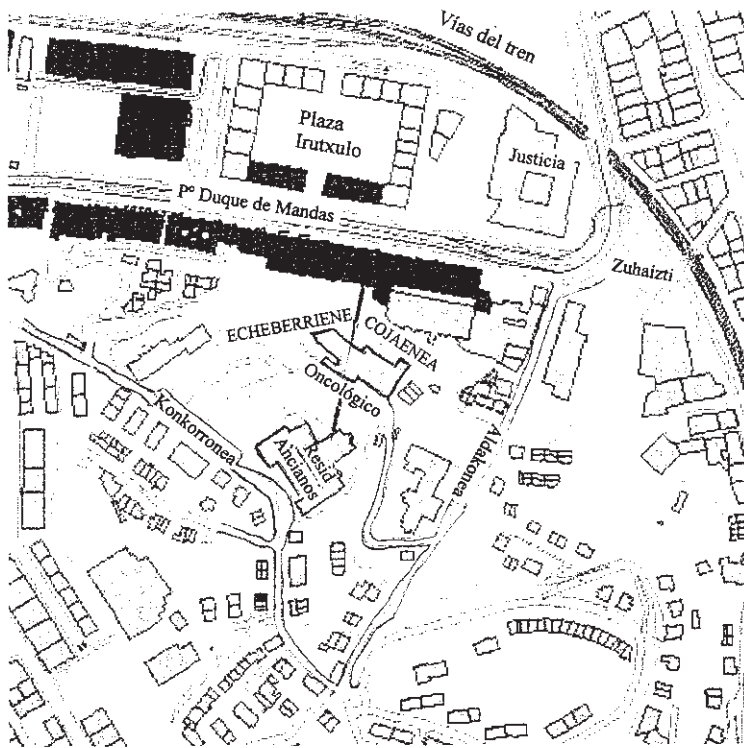 Vías del tren
Plaza
Irutxulo
Justicia
Pº Duque de Mandas
Zuhaizti
ECHEBERRIENE
COJAENEA
Oncológico
Konkorronea
Resid
Ancianos
Aldakonea